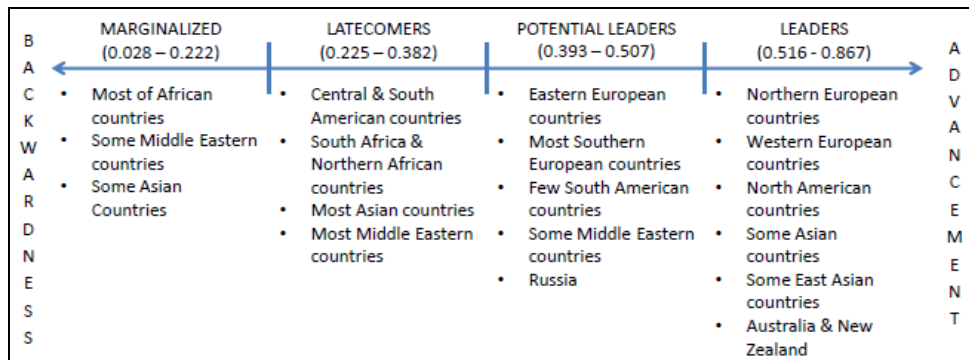 BACKWARDNESS
MARGINALIZED
(0.028 – 0.222)
• Most of African
countries
• Some Middle Eastern
countries
• Some Asian
Countries
LATECOMERS
(0.225 – 0.382)
• Central & South
American countries
• South Africa &
Northern African
countries
• Most Asian countries
• Most Middle Eastern
countries
POTENTIAL LEADERS
(0.393 – 0.507)
• Eastern European
countries
• Most Southern
European countries
• Few South American
countries
• Some Middle Eastern
countries
• Russia
LEADERS
(0.516 - 0.867)
• Northern European
countries
• Western European
countries
• North American
countries
• Some Asian
countries
• Some East Asian
countries
• Australia & New
Zealand
ADVANCEMENT